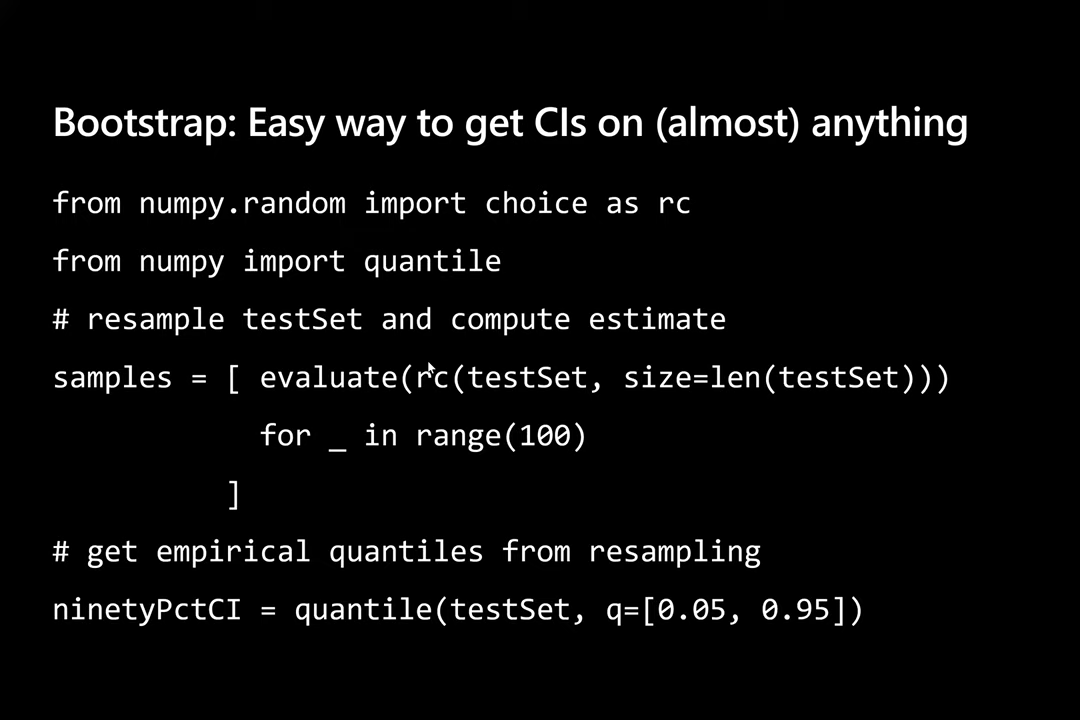 Bootstrap: Easy way to get CIs on (almost) anything
from numpy.random import choice as rc
from numpy import quantile
# resample testSet and compute estimate
samples = [ evaluate(rc(testSet, size=len(testSet)))
for _ in range(100)
]
# get empirical quantiles from resampling
ninetyPctCI = quantile(testSet, q=[0.05, 0.95])